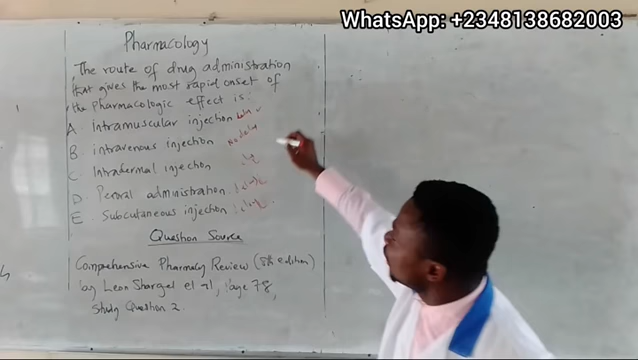 WhatsApp: +2348138682003
Pharmacology
The route of drug administration
that gives the most rapid onset of
the pharmacologic effect is:
A. Intramuscular injection
B. intravenous injection No delay
C. Intradermal injection
D. Peroral administration
E. Subcutaneous injection
Question Source
Comprehensive Pharmacy Review (8th edition)
by Leon Shargel et al, Page 78,
Study Question 2.